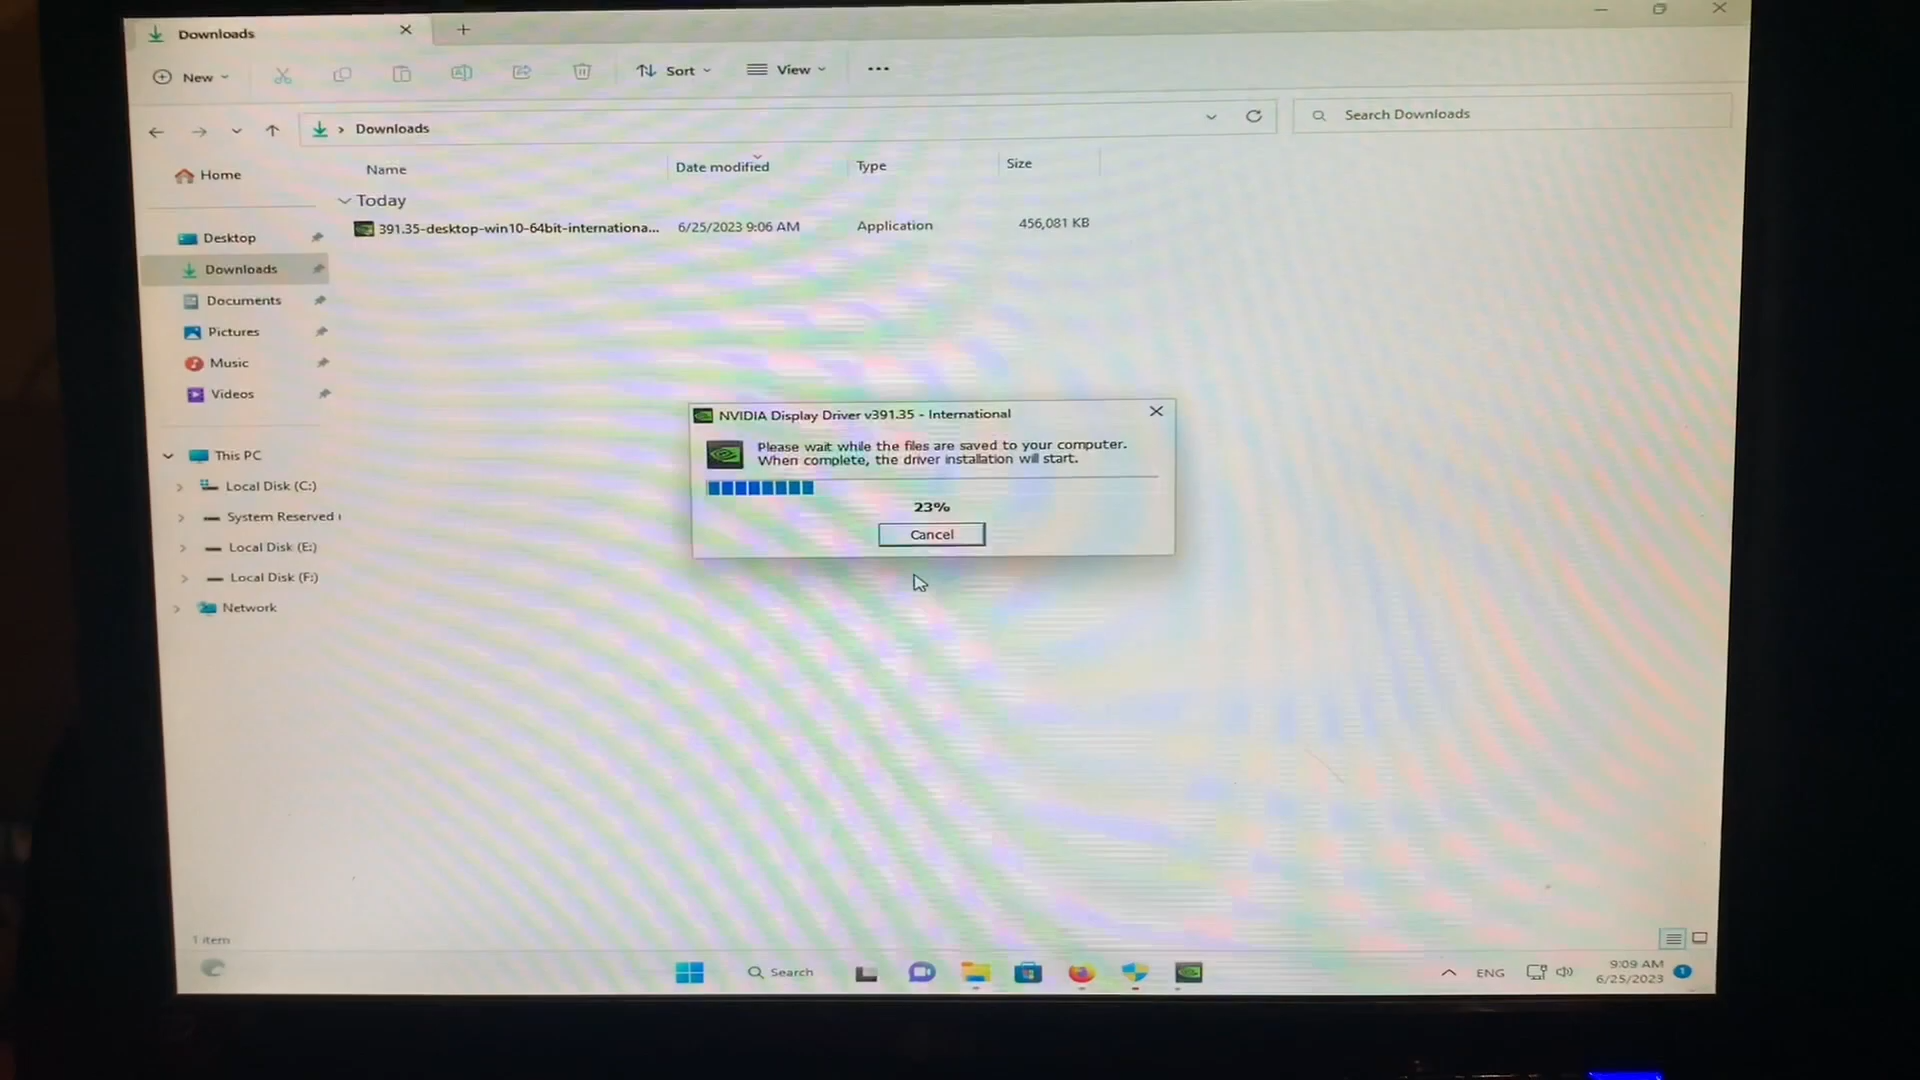 Downloads
New
Sort
View
Downloads
Search Downloads
Name
Date modified
Type
Size
Home
Today
391.35-desktop-win10-64bit-internationa...
6/25/2023 9:06 AM
Application
456,081 KB
Desktop
Downloads
Documents
Pictures
Music
Videos
This PC
Local Disk (C:)
System Reserved
Local Disk (E:)
Local Disk (F:)
Network
NVIDIA Display Driver v391.35 - International
Please wait while the files are saved to your computer.
When complete, the driver installation will start.
23%
Cancel
1 item
Search
ENG
9:09 AM
6/25/2023
1